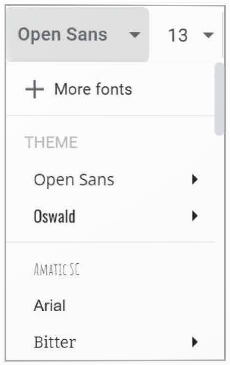 Open Sans 13
More fonts
THEME
Open Sans
Oswald
Amatic SC
Arial
Bitter